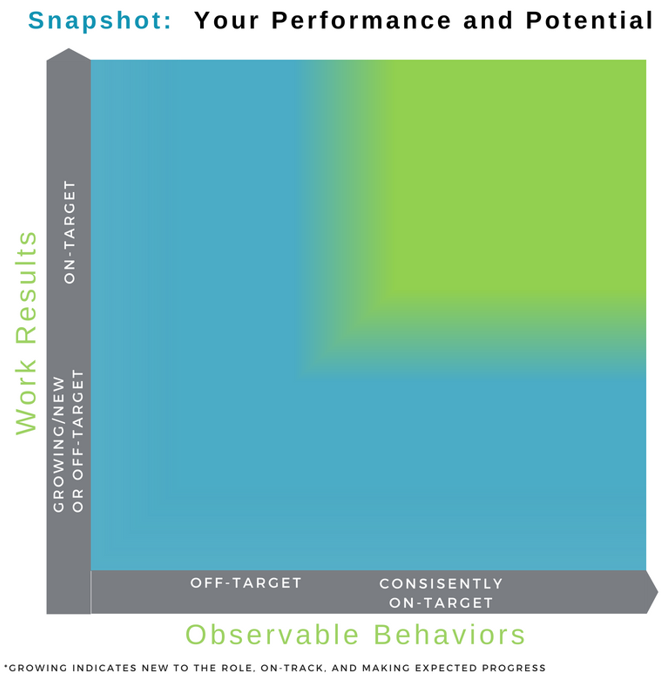 Snapshot: Your Performance and Potential
Work Results
ON-TARGET
GROWING/NEW
OR OFF-TARGET
OFF-TARGET
CONSISENTLY
ON-TARGET
Observable Behaviors
*GROWING INDICATES NEW TO THE ROLE, ON-TRACK, AND MAKING EXPECTED PROGRESS